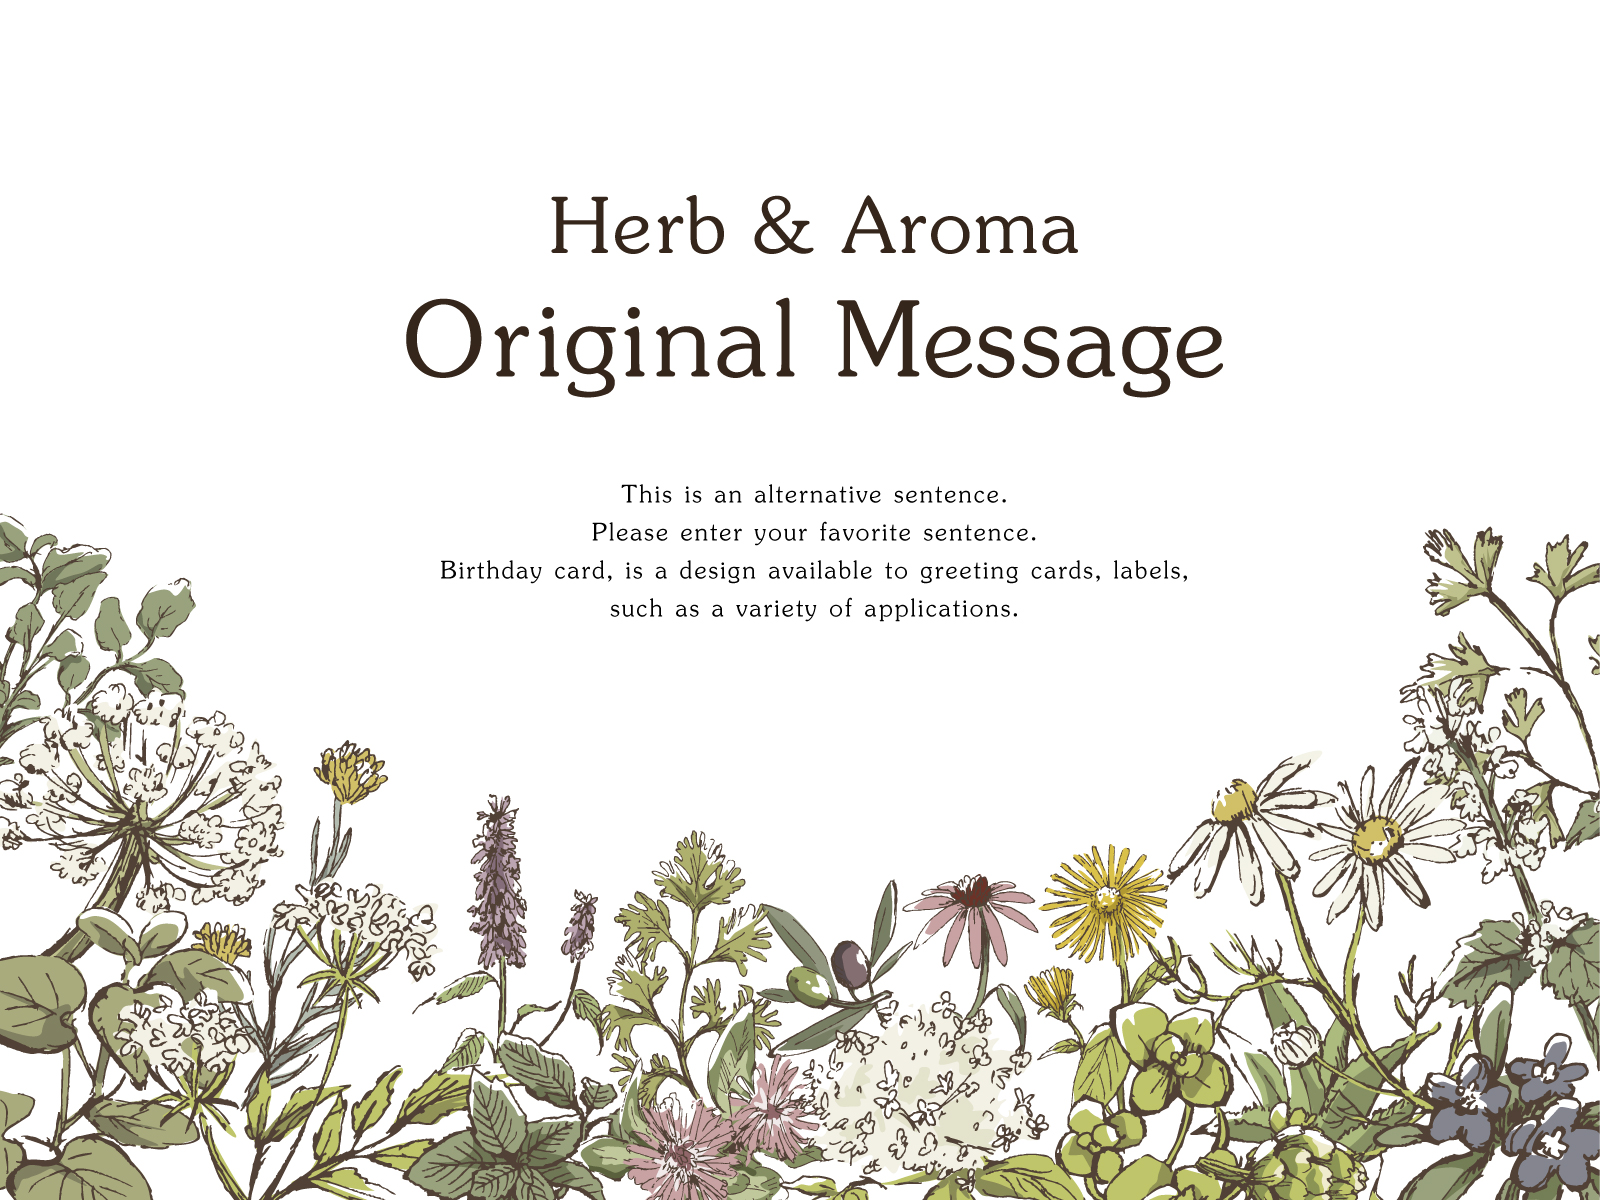 Herb & Aroma
Original Message
This is an alternative sentence.
Please enter your favorite sentence.
Birthday card, is a design available to greeting cards, labels,
such as a variety of applications.